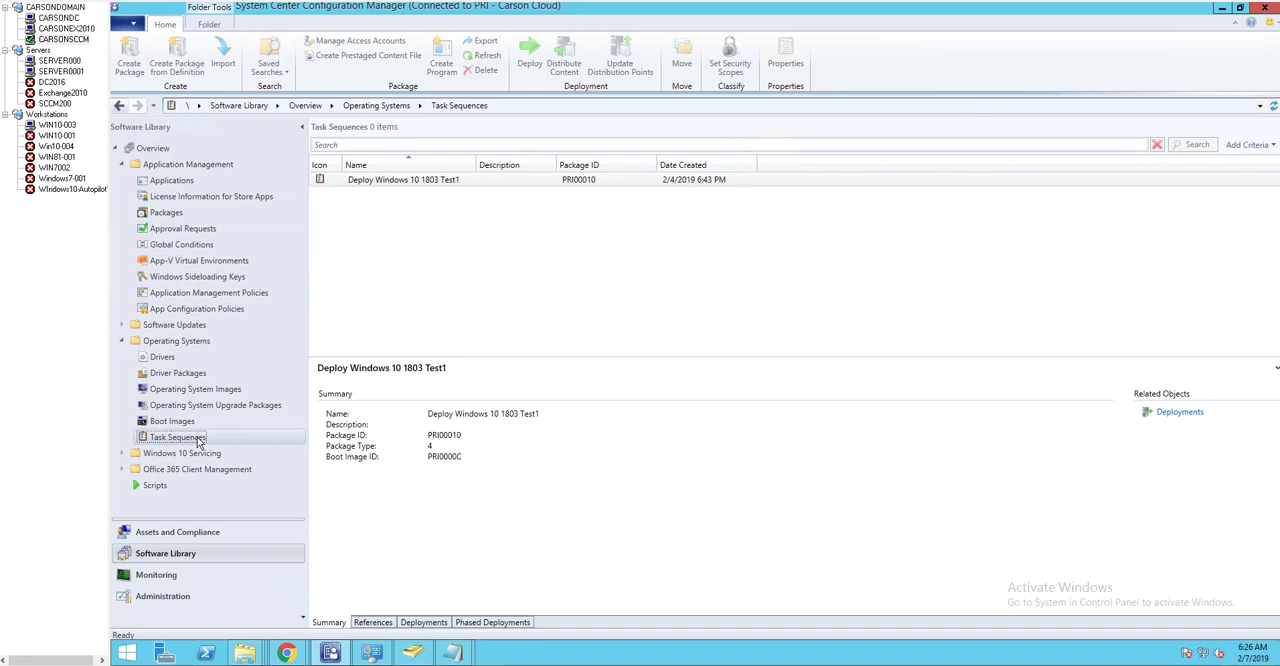 CARSONDOMAIN
CARSONDC
CARSONEX2010
CARSONSCCM
Servers
SERVER000
SERVER0001
DC2016
Exchange2010
SCCM200
Workstations
WIN10-003
WIN10-001
Win10-004
WIN81-001
WIN7002
Windows7-001
Windows10-Autopilot
Folder Tools
System Center Configuration Manager (Connected to PRI - Carson Cloud)
Home
Folder
Create Package
Create Package from Definition
Import
Create
Saved Searches
Search
Manage Access Accounts
Create Prestaged Content File
Create Program
Export
Refresh
Delete
Package
Deploy
Distribute Content
Update Distribution Points
Deployment
Move
Move
Set Security Scopes
Classify
Properties
Properties
\ Software Library Overview Operating Systems Task Sequences
Software Library
Overview
Application Management
Applications
License Information for Store Apps
Packages
Approval Requests
Global Conditions
App-V Virtual Environments
Windows Sideloading Keys
Application Management Policies
App Configuration Policies
Software Updates
Operating Systems
Drivers
Driver Packages
Operating System Images
Operating System Upgrade Packages
Boot Images
Task Sequences
Windows 10 Servicing
Office 365 Client Management
Scripts
Assets and Compliance
Software Library
Monitoring
Administration
Task Sequences 0 items
Search
Search
Add Criteria
Icon Name Description Package ID Date Created
Deploy Windows 10 1803 Test1 PRI00010 2/4/2019 6:43 PM
Deploy Windows 10 1803 Test1
Summary
Name: Deploy Windows 10 1803 Test1
Description:
Package ID: PRI00010
Package Type: 4
Boot Image ID: PRI0000C
Related Objects
Deployments
Activate Windows
Go to System in Control Panel to activate Windows.
Summary References Deployments Phased Deployments
Ready
6:26 AM
2/7/2019